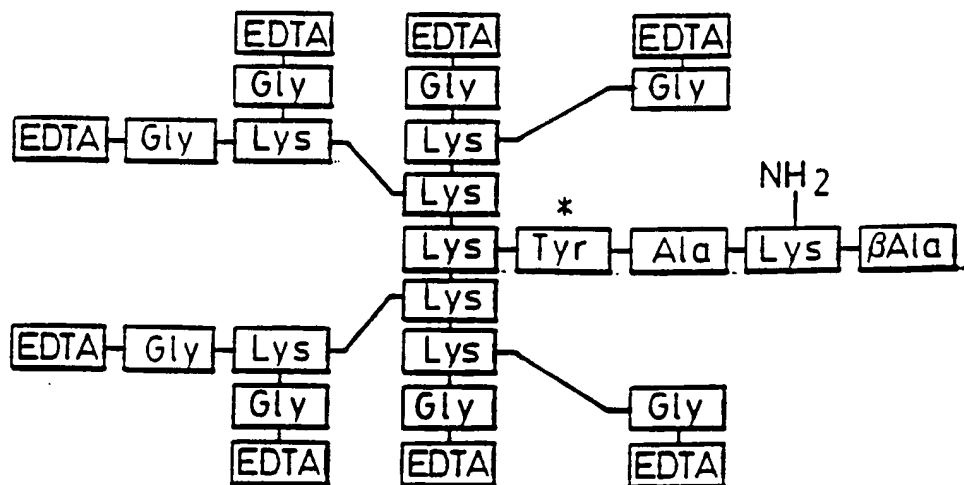 EDTA EDTA EDTA
Gly Gly Gly
EDTA Gly Lys Lys
Lys NH2
*
Lys Tyr Ala Lys βAla
Lys
EDTA Gly Lys Lys
Gly Gly Gly
EDTA EDTA EDTA